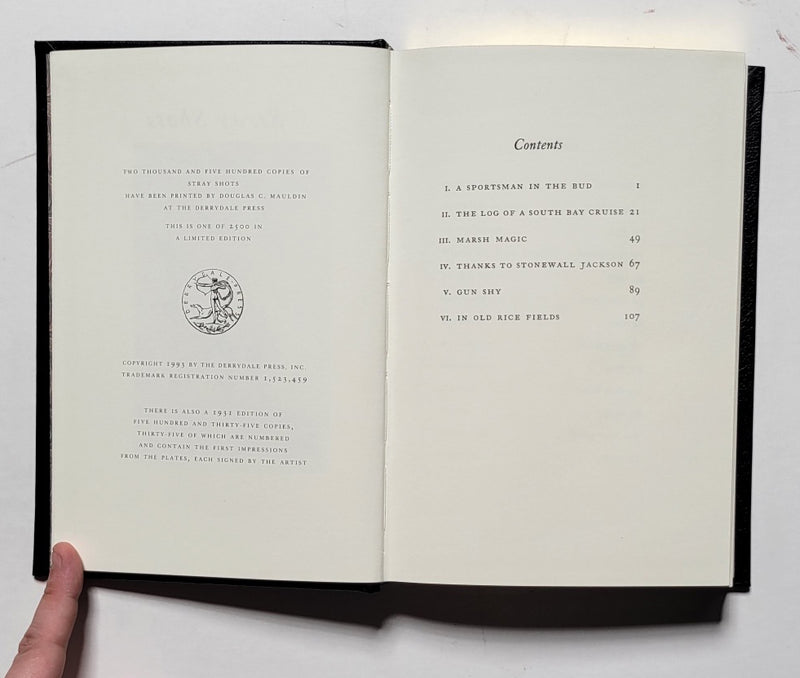 TWO THOUSAND AND FIVE HUNDRED COPIES OF
STRAY SHOTS
HAVE BEEN PRINTED BY DOUGLAS C. MAULDIN
AT THE DERRYDALE PRESS
THIS IS ONE OF 2500 IN
A LIMITED EDITION
DERRYDALE PRESS
COPYRIGHT 1993 BY THE DERRYDALE PRESS, INC.
TRADEMARK REGISTRATION NUMBER 1,523,459
THERE IS ALSO A 1931 EDITION OF
FIVE HUNDRED AND THIRTY-FIVE COPIES,
THIRTY-FIVE OF WHICH ARE NUMBERED
AND CONTAIN THE FIRST IMPRESSIONS
FROM THE PLATES, EACH SIGNED BY THE ARTIST
Contents
I. A SPORTSMAN IN THE BUD 1
II. THE LOG OF A SOUTH BAY CRUISE 21
III. MARSH MAGIC 49
IV. THANKS TO STONEWALL JACKSON 67
V. GUN SHY 89
VI. IN OLD RICE FIELDS 107